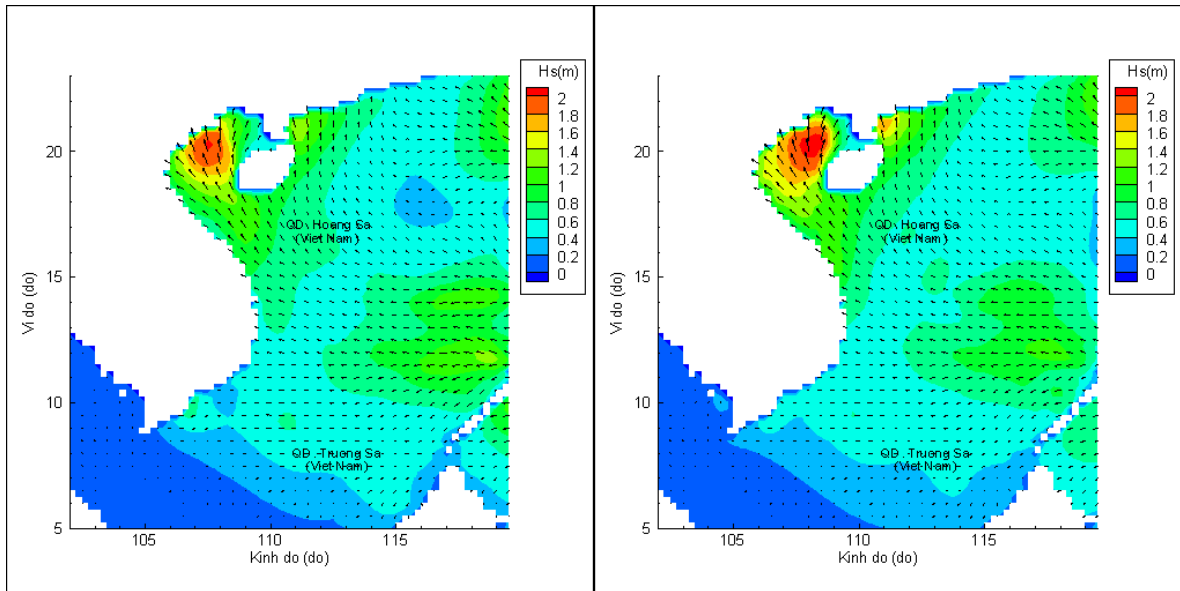 Hs(m)
2
1.8
1.6
1.4
1.2
1
0.8
0.6
0.4
0.2
0
20
15
10
5
Vi do (do)
QD. Hoang Sa
(Viet Nam)
QD. Truong Sa
(Viet Nam)
105
110
115
Kinh do (do)
Hs(m)
2
1.8
1.6
1.4
1.2
1
0.8
0.6
0.4
0.2
0
20
15
10
5
Vi do (do)
QD. Hoang Sa
(Viet Nam)
QD. Truong Sa
(Viet Nam)
105
110
115
Kinh do (do)